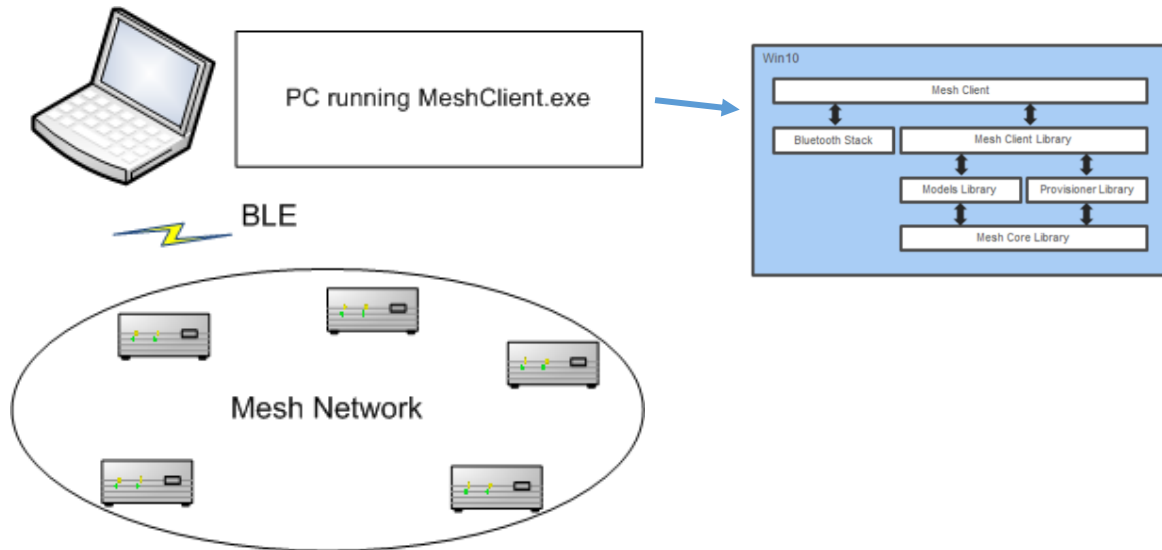 PC running MeshClient.exe
Win10
Mesh Client
Bluetooth Stack
Mesh Client Library
Models Library
Provisioner Library
Mesh Core Library
BLE
Mesh Network